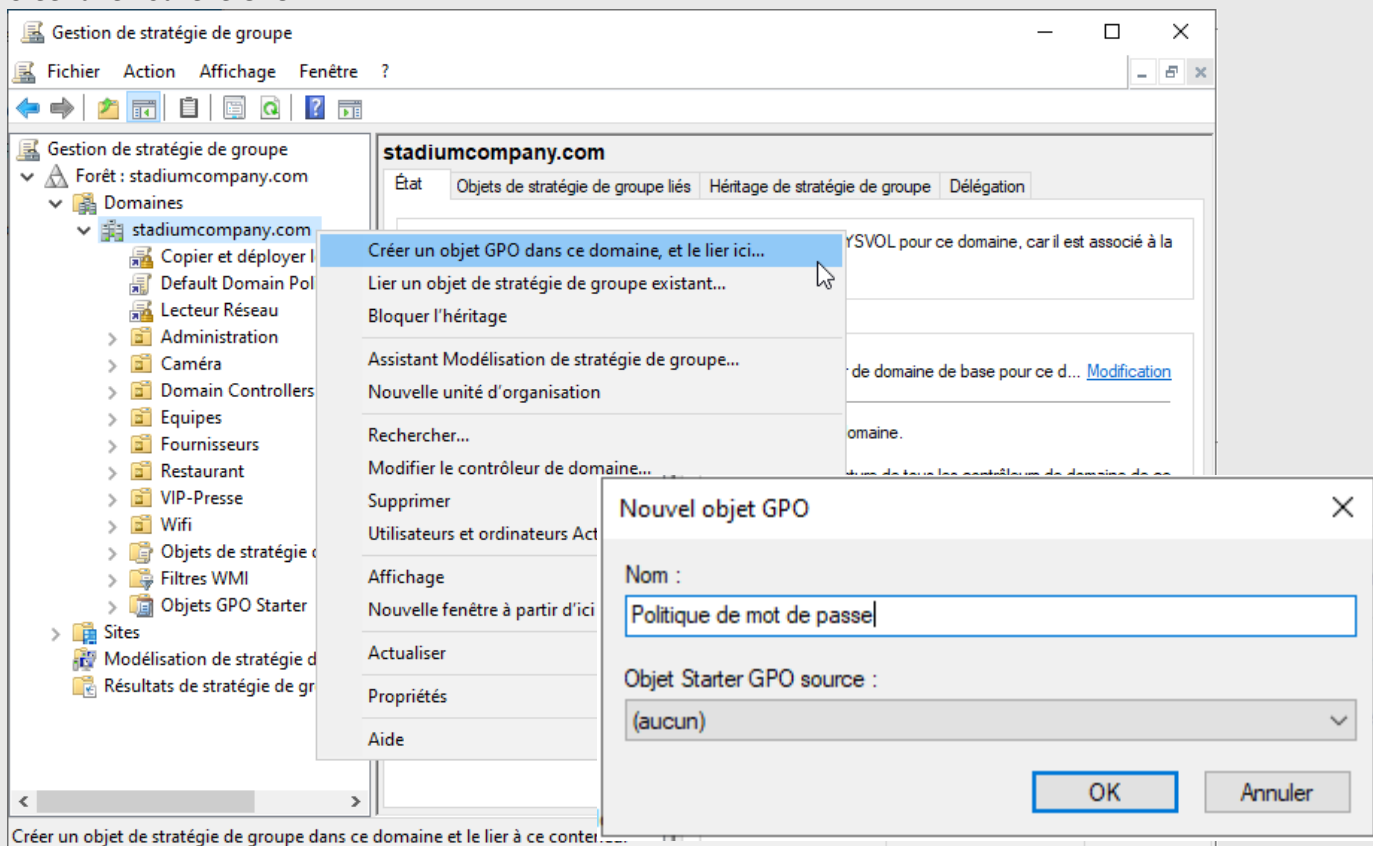 Gestion de stratégie de groupe
Fichier Action Affichage Fenêtre ?
Gestion de stratégie de groupe
Forêt : stadiumcompany.com
Domaines
stadiumcompany.com
Copier et déployer
Default Domain Pol
Lecteur Réseau
Administration
Caméra
Domain Controllers
Equipes
Fournisseurs
Restaurant
VIP-Presse
Wifi
Objets de stratégie
Filtres WMI
Objets GPO Starter
Sites
Modélisation de stratégie d
Résultats de stratégie de gr
stadiumcompany.com
État Objets de stratégie de groupe liés Héritage de stratégie de groupe Délégation
YSVOL pour ce domaine, car il est associé à la
de domaine de base pour ce d... Modification
omaine.
Créer un objet GPO dans ce domaine, et le lier ici...
Lier un objet de stratégie de groupe existant...
Bloquer l'héritage
Assistant Modélisation de stratégie de groupe...
Nouvelle unité d'organisation
Rechercher...
Modifier le contrôleur de domaine...
Supprimer
Utilisateurs et ordinateurs Act
Affichage
Nouvelle fenêtre à partir d'ici
Actualiser
Propriétés
Aide
Nouvel objet GPO
Nom :
Politique de mot de passe
Objet Starter GPO source :
(aucun)
OK Annuler
Créer un objet de stratégie de groupe dans ce domaine et le lier à ce